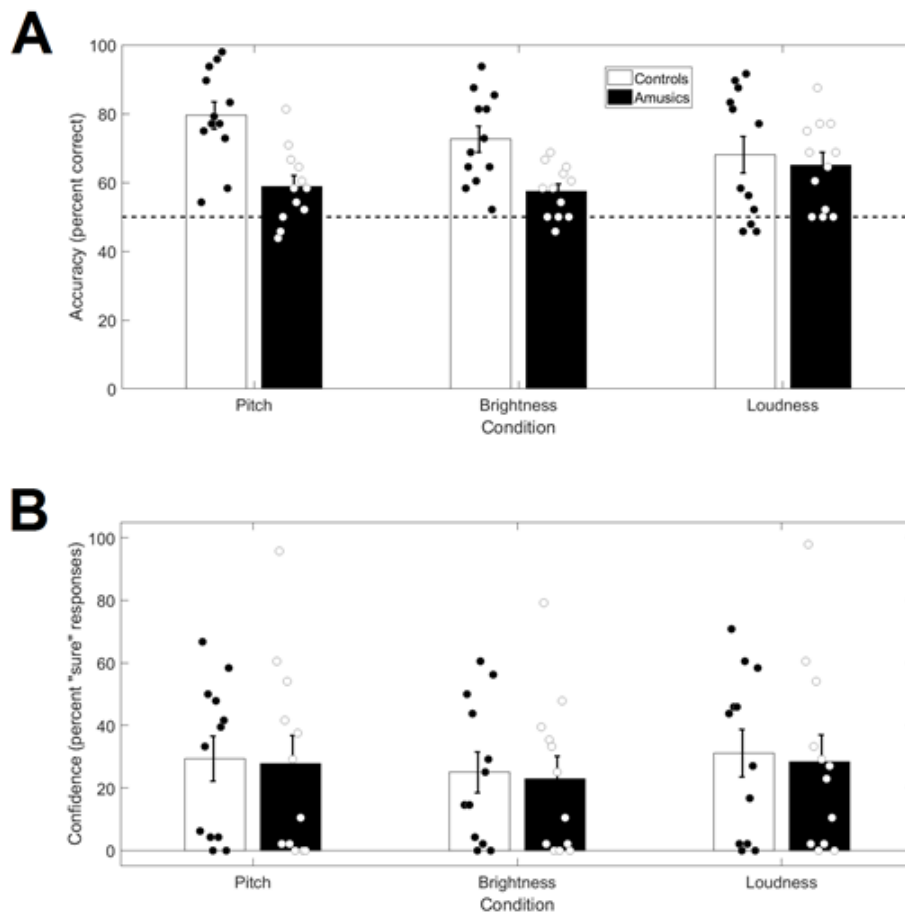 A
Accuracy (percent correct)
100
80
60
40
20
0
Controls
Amusics
Pitch
Brightness
Loudness
Condition
B
Confidence (percent "sure" responses)
100
80
60
40
20
0
Pitch
Brightness
Loudness
Condition